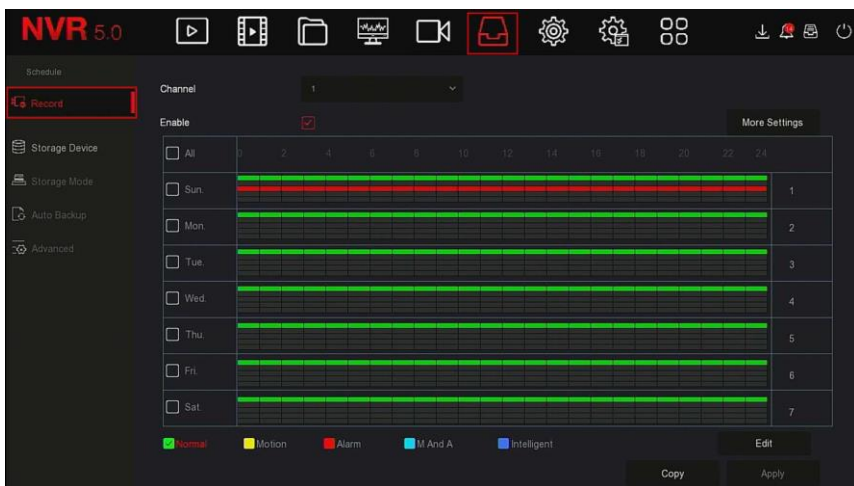 NVR 5.0
14
Schedule
Record
Storage Device
Storage Mode
Auto Backup
Advanced
Channel 1
Enable More Settings
All 0 2 4 6 8 10 12 14 16 18 20 22 24
Sun. 1
Mon. 2
Tue. 3
Wed. 4
Thu. 5
Fri. 6
Sat. 7
Normal Motion Alarm M And A Intelligent Edit
Copy Apply